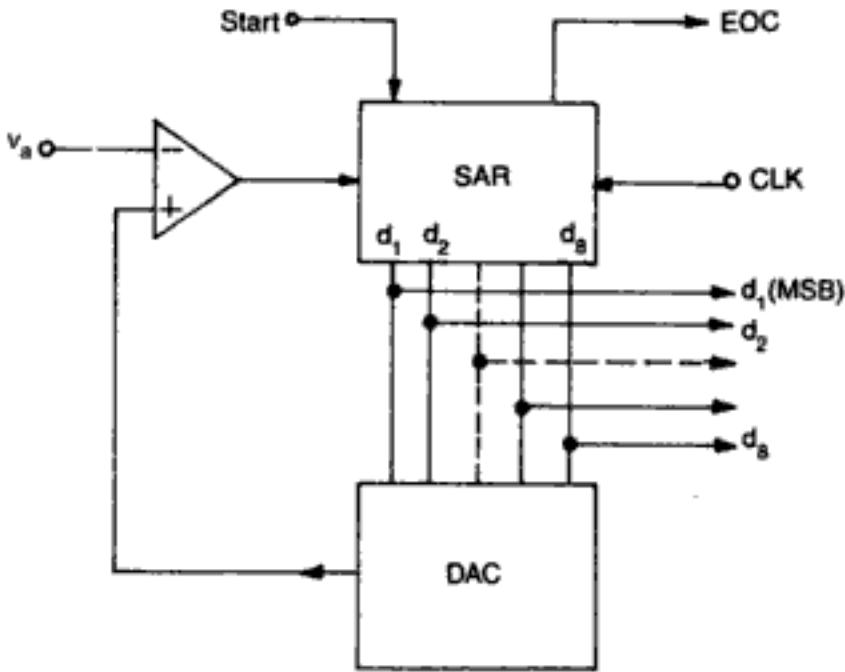 Start
EOC
vₐ
−
+
SAR
CLK
d₁ d₂ d₈
d₁(MSB)
d₂
d₈
DAC